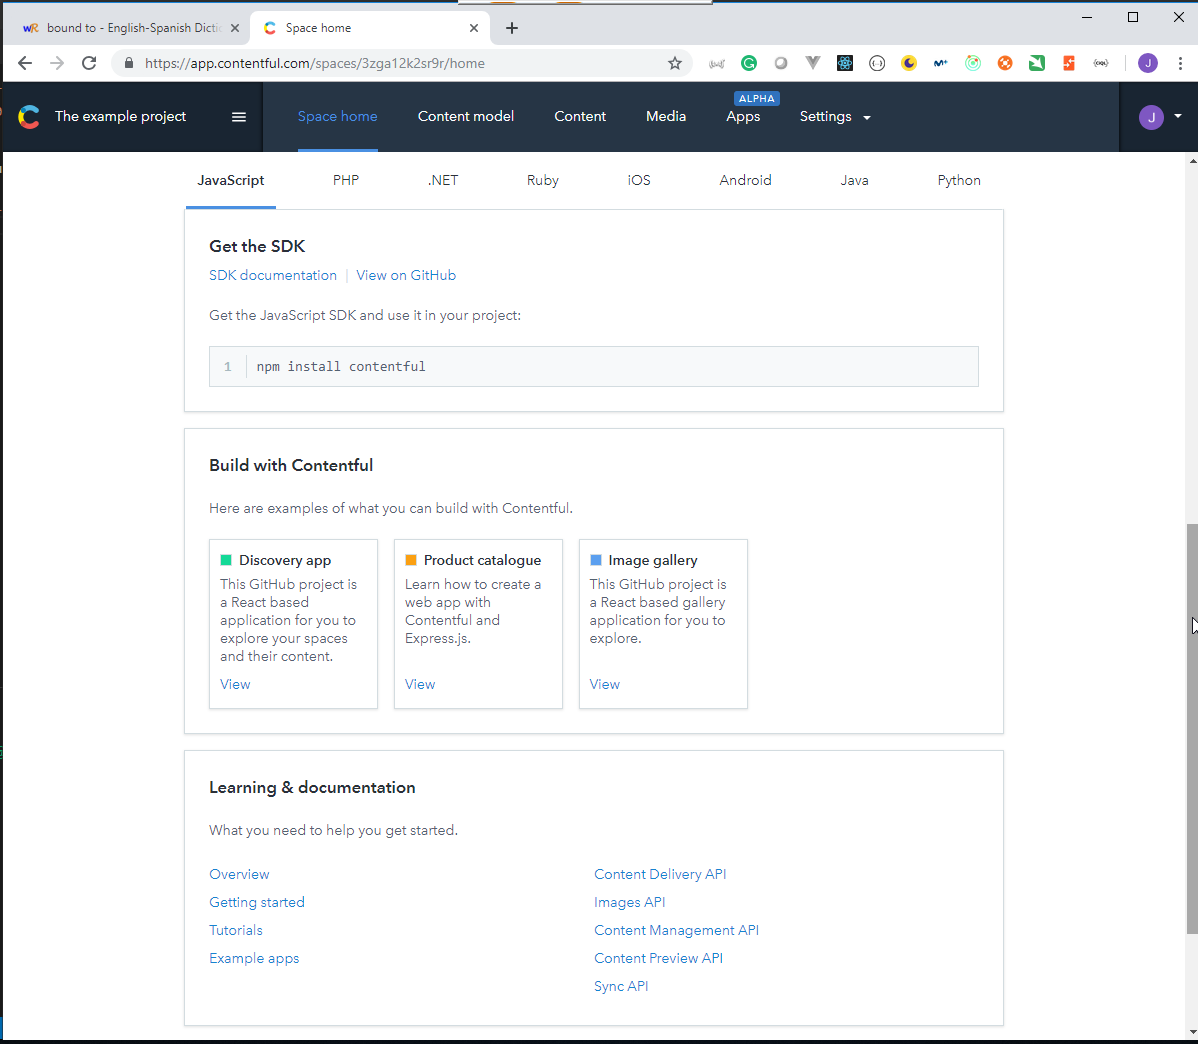 bound to - English-Spanish Dictio
Space home
https://app.contentful.com/spaces/3zga12k2sr9r/home
J
The example project
Space home
Content model
Content
Media
ALPHA
Apps
Settings
J
JavaScript
PHP
.NET
Ruby
iOS
Android
Java
Python
Get the SDK
SDK documentation | View on GitHub
Get the JavaScript SDK and use it in your project:
1 npm install contentful
Build with Contentful
Here are examples of what you can build with Contentful.
Discovery app
This GitHub project is
a React based
application for you to
explore your spaces
and their content.
View
Product catalogue
Learn how to create a
web app with
Contentful and
Express.js.
View
Image gallery
This GitHub project is
a React based gallery
application for you to
explore.
View
Learning & documentation
What you need to help you get started.
Overview
Getting started
Tutorials
Example apps
Content Delivery API
Images API
Content Management API
Content Preview API
Sync API